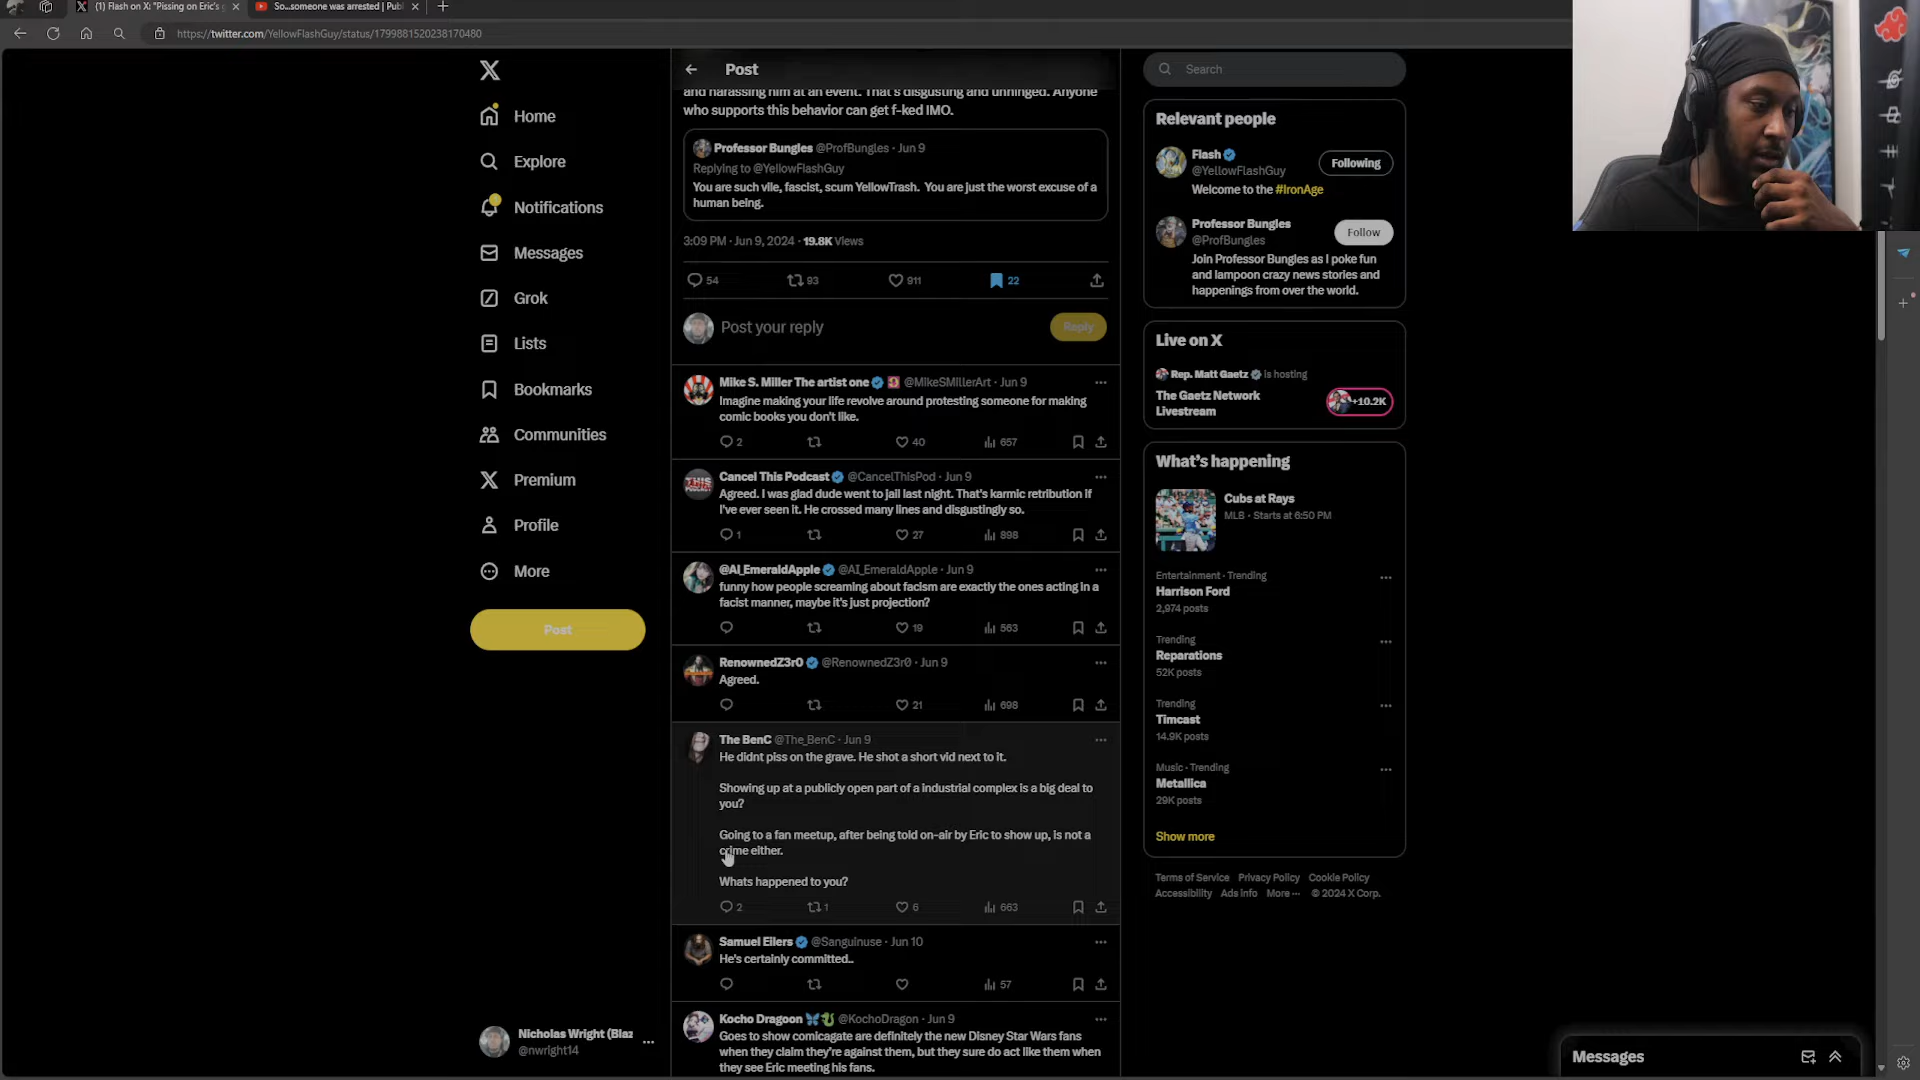 (1) Flash on X: "Pissing on Eric's g
So...someone was arrested | Publ
https://twitter.com/YellowFlashGuy/status/1799881520238170480
Home
Explore
Notifications
Messages
Grok
Lists
Bookmarks
Communities
Premium
Profile
More
Post
Nicholas Wright (Blaz
@nwright14
Post
and harassing him at an event. That's disgusting and unhinged. Anyone
who supports this behavior can get f-ked IMO.
Professor Bungles @ProfBungles · Jun 9
Replying to @YellowFlashGuy
You are such vile, fascist, scum YellowTrash. You are just the worst excuse of a
human being.
3:09 PM · Jun 9, 2024 · 19.8K Views
54 93 911 22
Post your reply
Reply
Mike S. Miller The artist one @MikeSMillerArt · Jun 9
Imagine making your life revolve around protesting someone for making
comic books you don't like.
2 40 657
Cancel This Podcast @CancelThisPod · Jun 9
Agreed. I was glad dude went to jail last night. That's karmic retribution if
I've ever seen it. He crossed many lines and disgustingly so.
1 27 898
@AI_EmeraldApple @AI_EmeraldApple · Jun 9
funny how people screaming about facism are exactly the ones acting in a
facist manner, maybe it's just projection?
19 563
RenownedZ3r0 @RenownedZ3r0 · Jun 9
Agreed.
21 698
The BenC @The_BenC · Jun 9
He didnt piss on the grave. He shot a short vid next to it.
Showing up at a publicly open part of a industrial complex is a big deal to
you?
Going to a fan meetup, after being told on-air by Eric to show up, is not a
crime either.
Whats happened to you?
2 1 6 663
Samuel Eilers @Sanguinuse · Jun 10
He's certainly committed..
57
Kocho Dragoon @KochoDragon · Jun 9
Goes to show comicagate are definitely the new Disney Star Wars fans
when they claim they're against them, but they sure do act like them when
they see Eric meeting his fans.
Search
Relevant people
Flash
@YellowFlashGuy
Following
Welcome to the #IronAge
Professor Bungles
@ProfBungles
Follow
Join Professor Bungles as I poke fun
and lampoon crazy news stories and
happenings from over the world.
Live on X
Rep. Matt Gaetz is hosting
The Gaetz Network
Livestream
+10.2K
What's happening
Cubs at Rays
MLB · Starts at 6:50 PM
Entertainment · Trending
Harrison Ford
2,974 posts
Trending
Reparations
52K posts
Trending
Timcast
14.9K posts
Music · Trending
Metallica
29K posts
Show more
Terms of Service Privacy Policy Cookie Policy
Accessibility Ads info More ··· © 2024 X Corp.
Messages